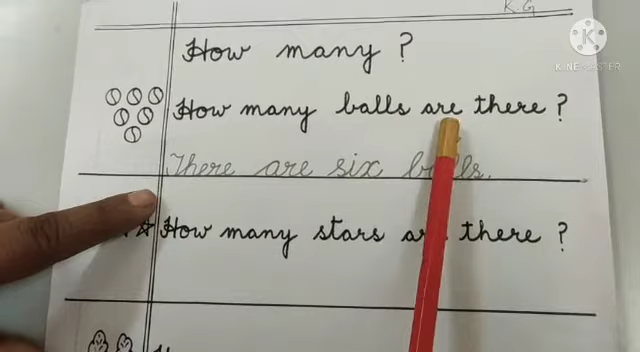 K.G
KINEMASTER
How many ?
How many balls are there ?
There are six balls.
How many stars are there ?